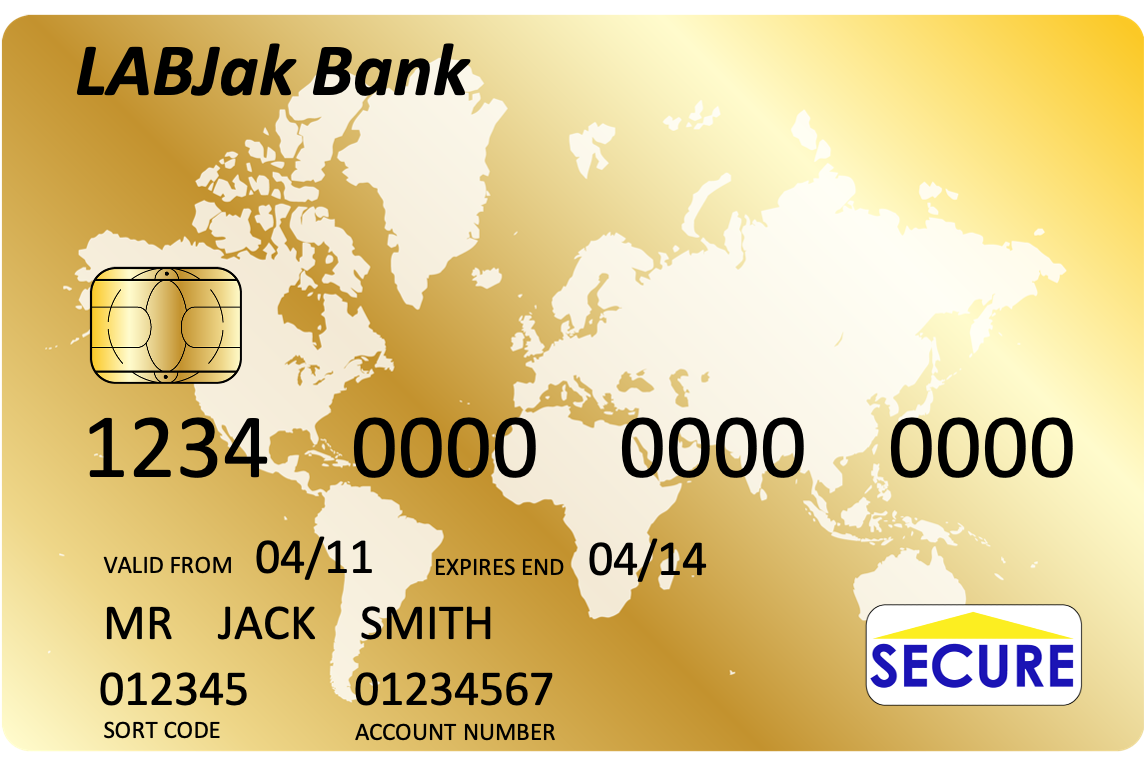 LABJak Bank
1234 0000 0000 0000
VALID FROM 04/11 EXPIRES END 04/14
MR JACK SMITH
SECURE
012345 01234567
SORT CODE ACCOUNT NUMBER